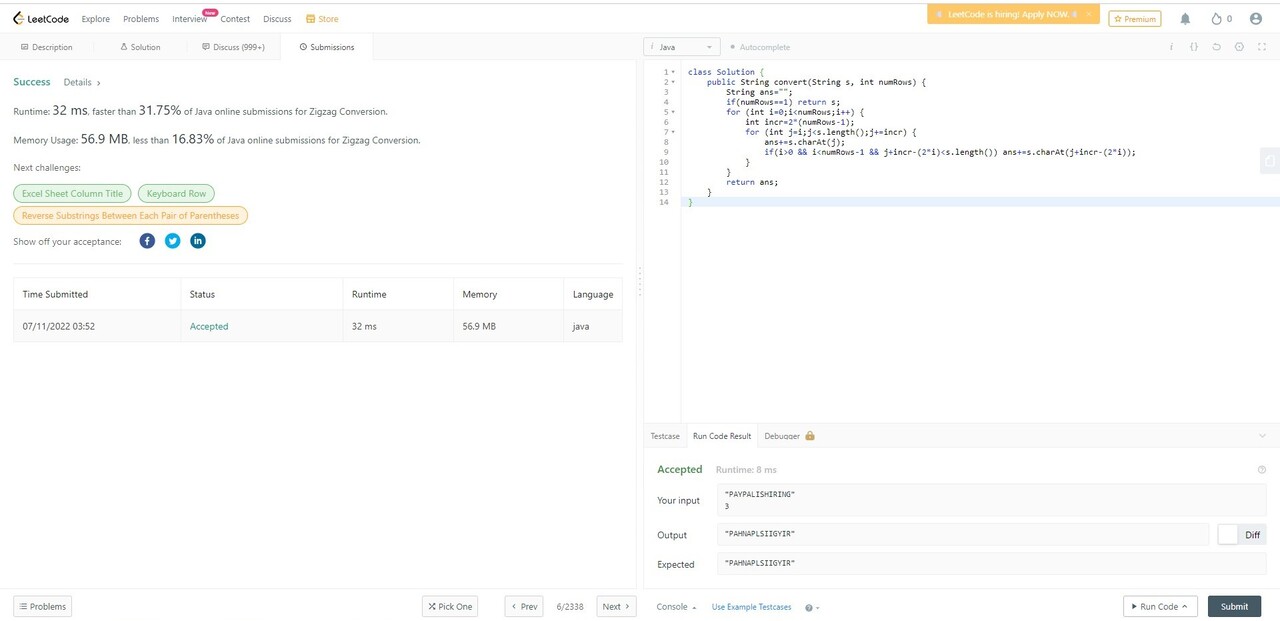 LeetCode Explore Problems Interview New Contest Discuss Store LeetCode is hiring! Apply NOW. × Premium 0
Description Solution Discuss (999+) Submissions
i Java Autocomplete i {}
Success Details >
Runtime: 32 ms, faster than 31.75% of Java online submissions for Zigzag Conversion.
Memory Usage: 56.9 MB, less than 16.83% of Java online submissions for Zigzag Conversion.
Next challenges:
Excel Sheet Column Title Keyboard Row
Reverse Substrings Between Each Pair of Parentheses
Show off your acceptance: f in
Time Submitted Status Runtime Memory Language
07/11/2022 03:52 Accepted 32 ms 56.9 MB java
1 class Solution {
2 public String convert(String s, int numRows) {
3 String ans="";
4 if(numRows==1) return s;
5 for (int i=0;i<numRows;i++) {
6 int incr=2*(numRows-1);
7 for (int j=i;j<s.length();j+=incr) {
8 ans+=s.charAt(j);
9 if(i>0 && i<numRows-1 && j+incr-(2*i)<s.length()) ans+=s.charAt(j+incr-(2*i));
10 }
11 }
12 return ans;
13 }
14 }
Testcase Run Code Result Debugger
Accepted Runtime: 8 ms
Your input "PAYPALISHIRING"
3
Output "PAHNAPLSIIGYIR" Diff
Expected "PAHNAPLSIIGYIR"
Problems Pick One < Prev 6/2338 Next > Console Use Example Testcases ? Run Code Submit